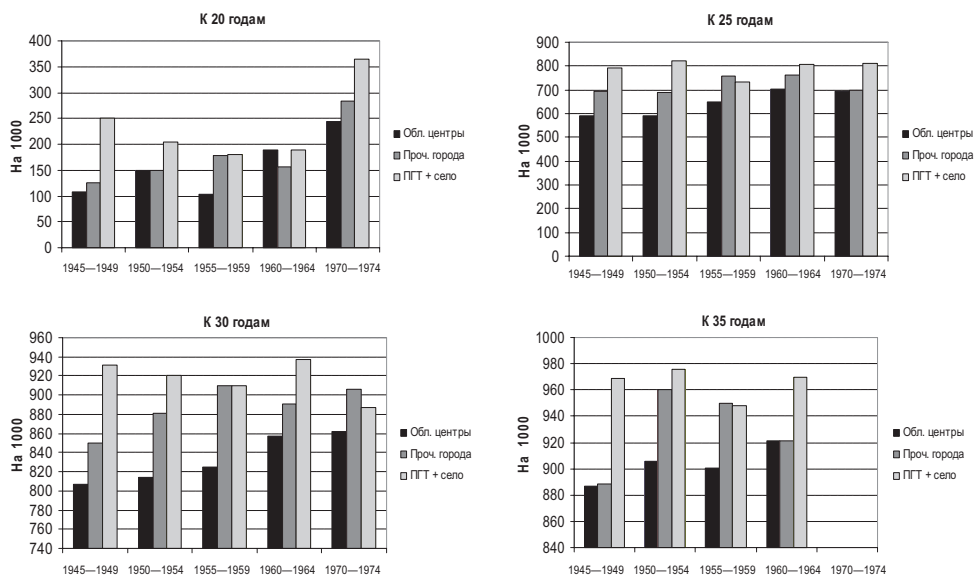 К 20 годам
На 1000
400
350
300
250
200
150
100
50
0
1945—1949 1950—1954 1955—1959 1960—1964 1970—1974
Обл. центры
Проч. города
ПГТ + село
К 25 годам
На 1000
900
800
700
600
500
400
300
200
100
0
1945—1949 1950—1954 1955—1959 1960—1964 1970—1974
Обл. центры
Проч. города
ПГТ + село
К 30 годам
На 1000
960
940
920
900
880
860
840
820
800
780
760
740
1945—1949 1950—1954 1955—1959 1960—1964 1970—1974
Обл. центры
Проч. города
ПГТ + село
К 35 годам
На 1000
1000
980
960
940
920
900
880
860
840
1945—1949 1950—1954 1955—1959 1960—1964 1970—1974
Обл. центры
Проч. города
ПГТ + село